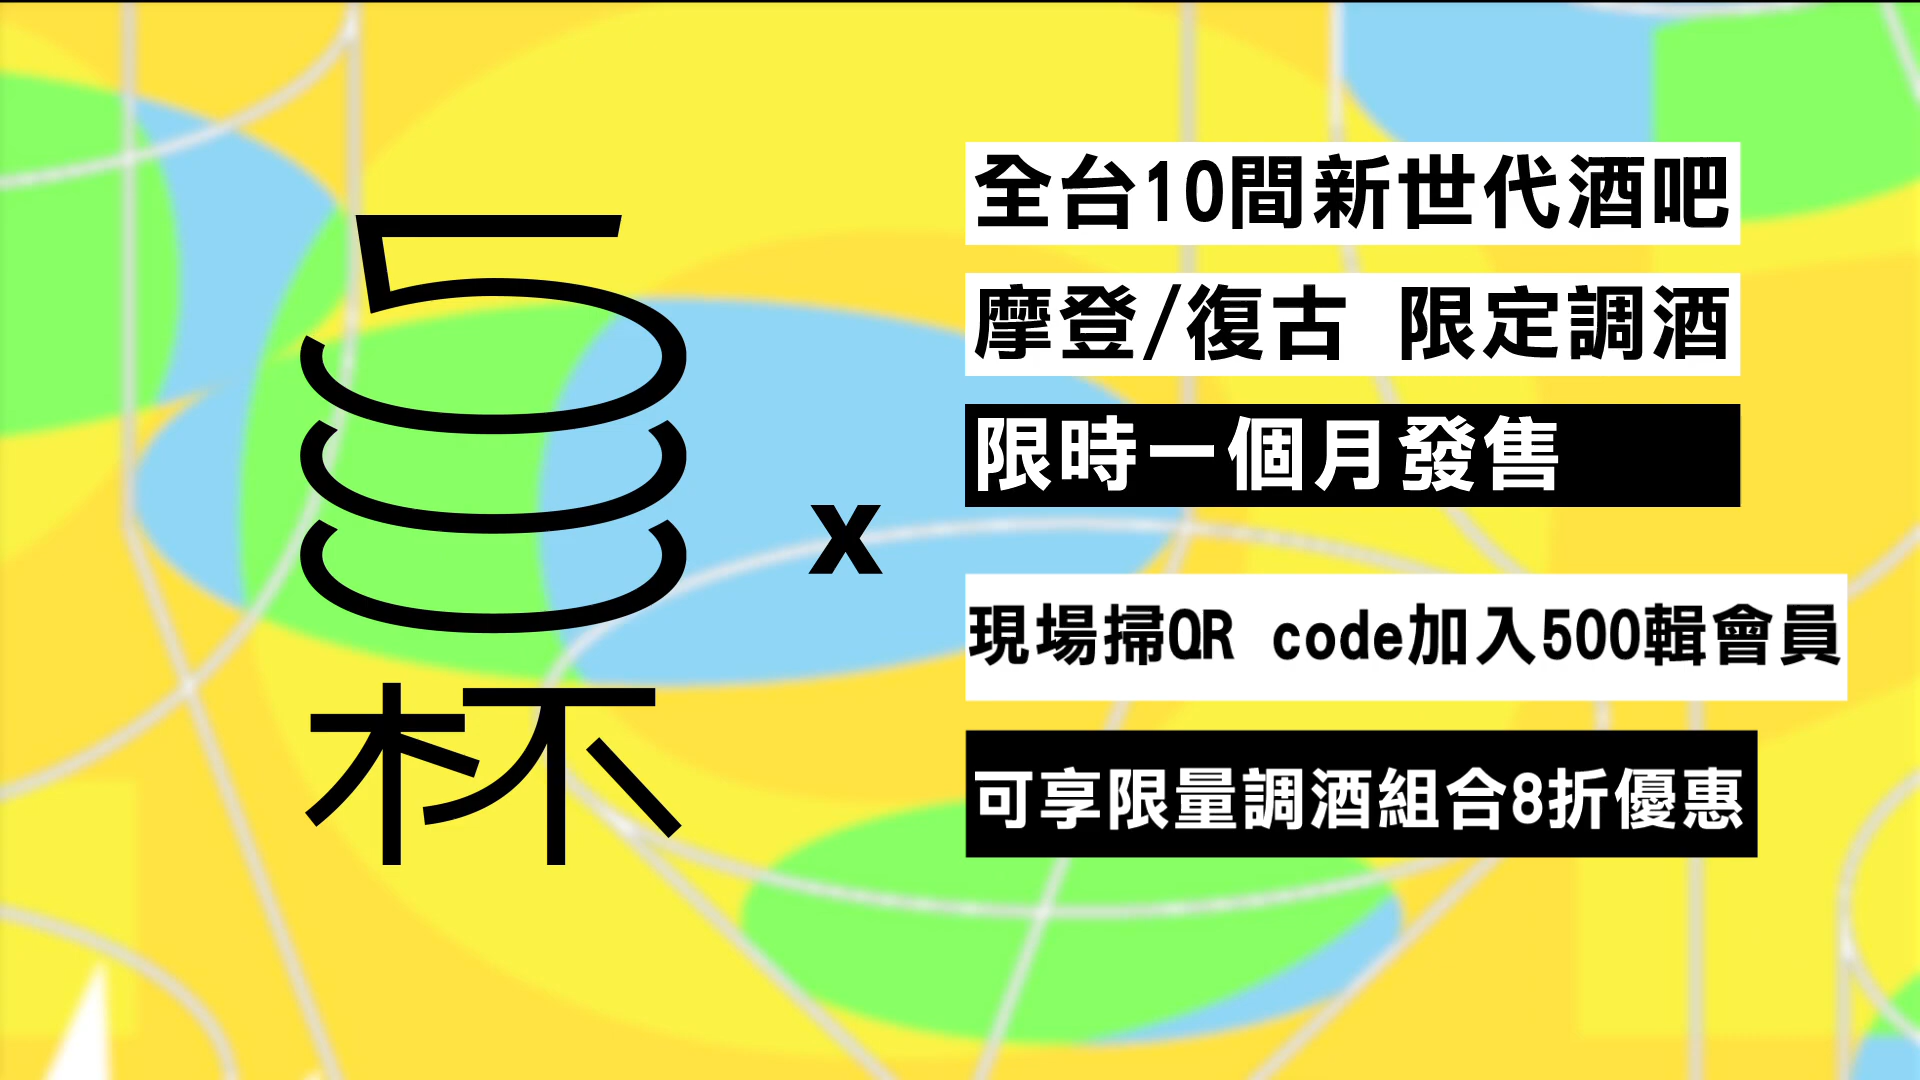 500
杯
x
全台10間新世代酒吧
摩登/復古 限定調酒
限時一個月發售
現場掃QR code加入500輯會員
可享限量調酒組合8折優惠